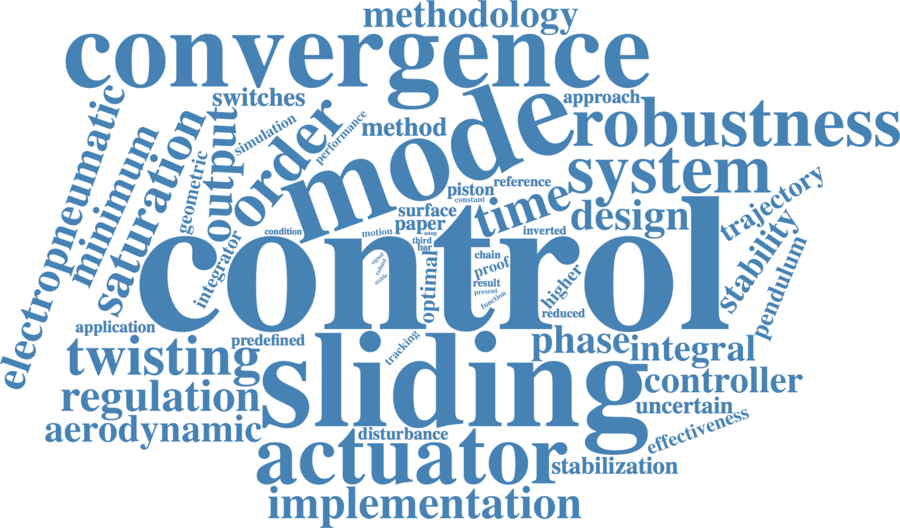 methodology
convergence
switches
approach
electropneumatic
minimum
saturation
output
geometric
simulation
order
performance
method
mode
robustness
system
piston
reference
constant
time
design
trajectory
stability
pendulum
surface
paper
motion
setup
third
bar
condition
inverted
integrator
control
optimal
chain
proof
result
present
function
higher
reduced
signal
stable
application
predefined
tracking
twisting
sliding
phase
integral
regulation
controller
uncertain
aerodynamic
disturbance
effectiveness
actuator
stabilization
implementation